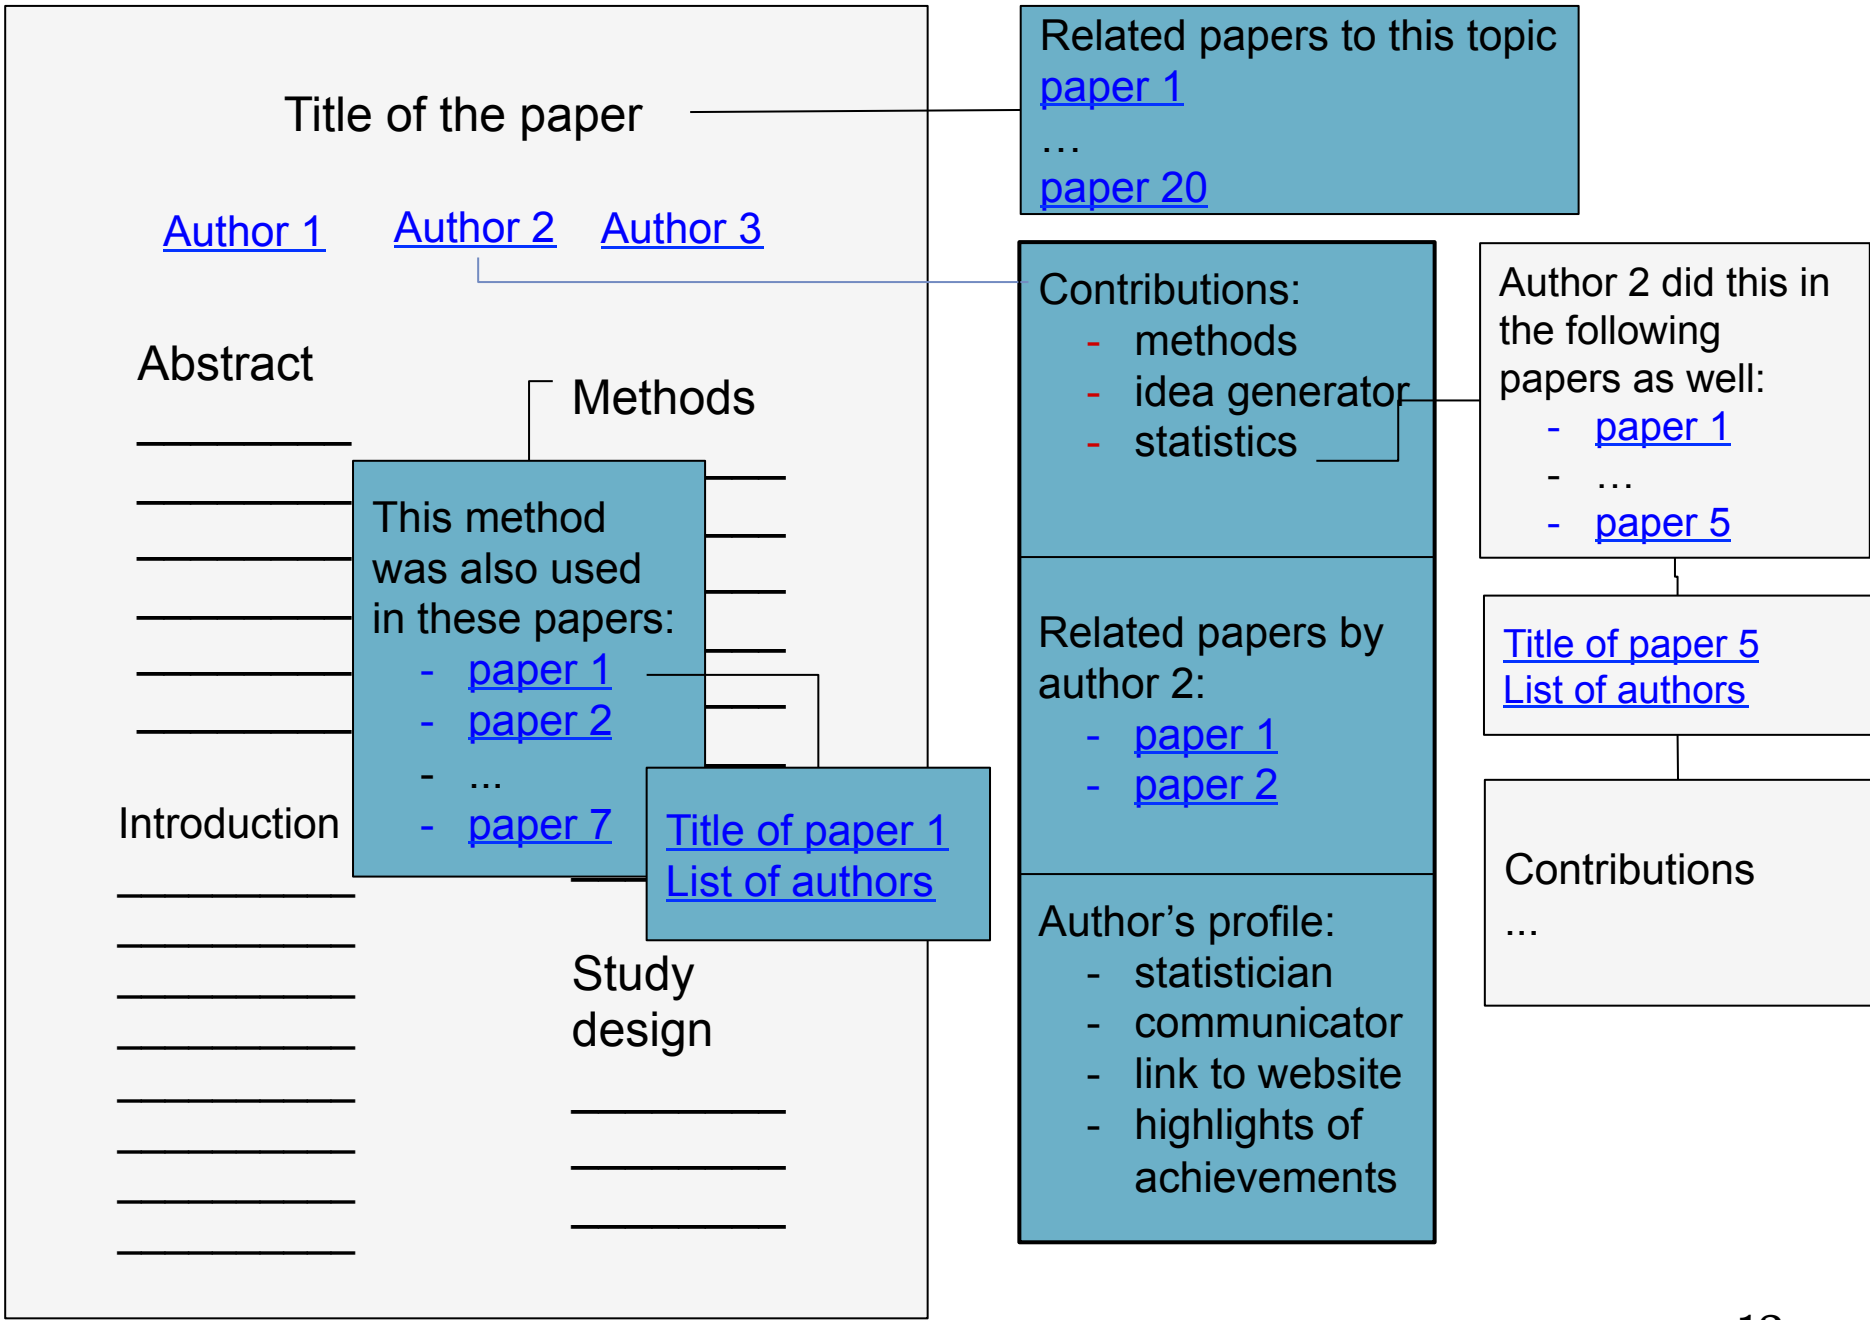 Title of the paper
Author 1 Author 2 Author 3
Abstract
Introduction
Methods
This method
was also used
in these papers:
- paper 1
- paper 2
- ...
- paper 7
Title of paper 1
List of authors
Study
design
Related papers to this topic
paper 1
…
paper 20
Contributions:
- methods
- idea generator
- statistics
Related papers by
author 2:
- paper 1
- paper 2
Author’s profile:
- statistician
- communicator
- link to website
- highlights of
achievements
Author 2 did this in
the following
papers as well:
- paper 1
- …
- paper 5
Title of paper 5
List of authors
Contributions
...